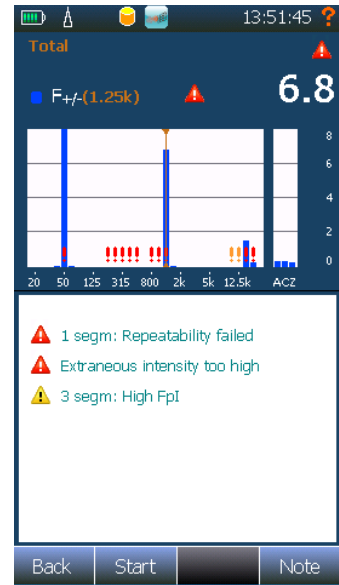 13:51:45 ?
Total
F+/-(1.25k)
6.8
8
6
4
2
0
20 50 125 315 800 2k 5k 12.5k ACZ
1 segm: Repeatability failed
Extraneous intensity too high
3 segm: High FpI
Back Start Note